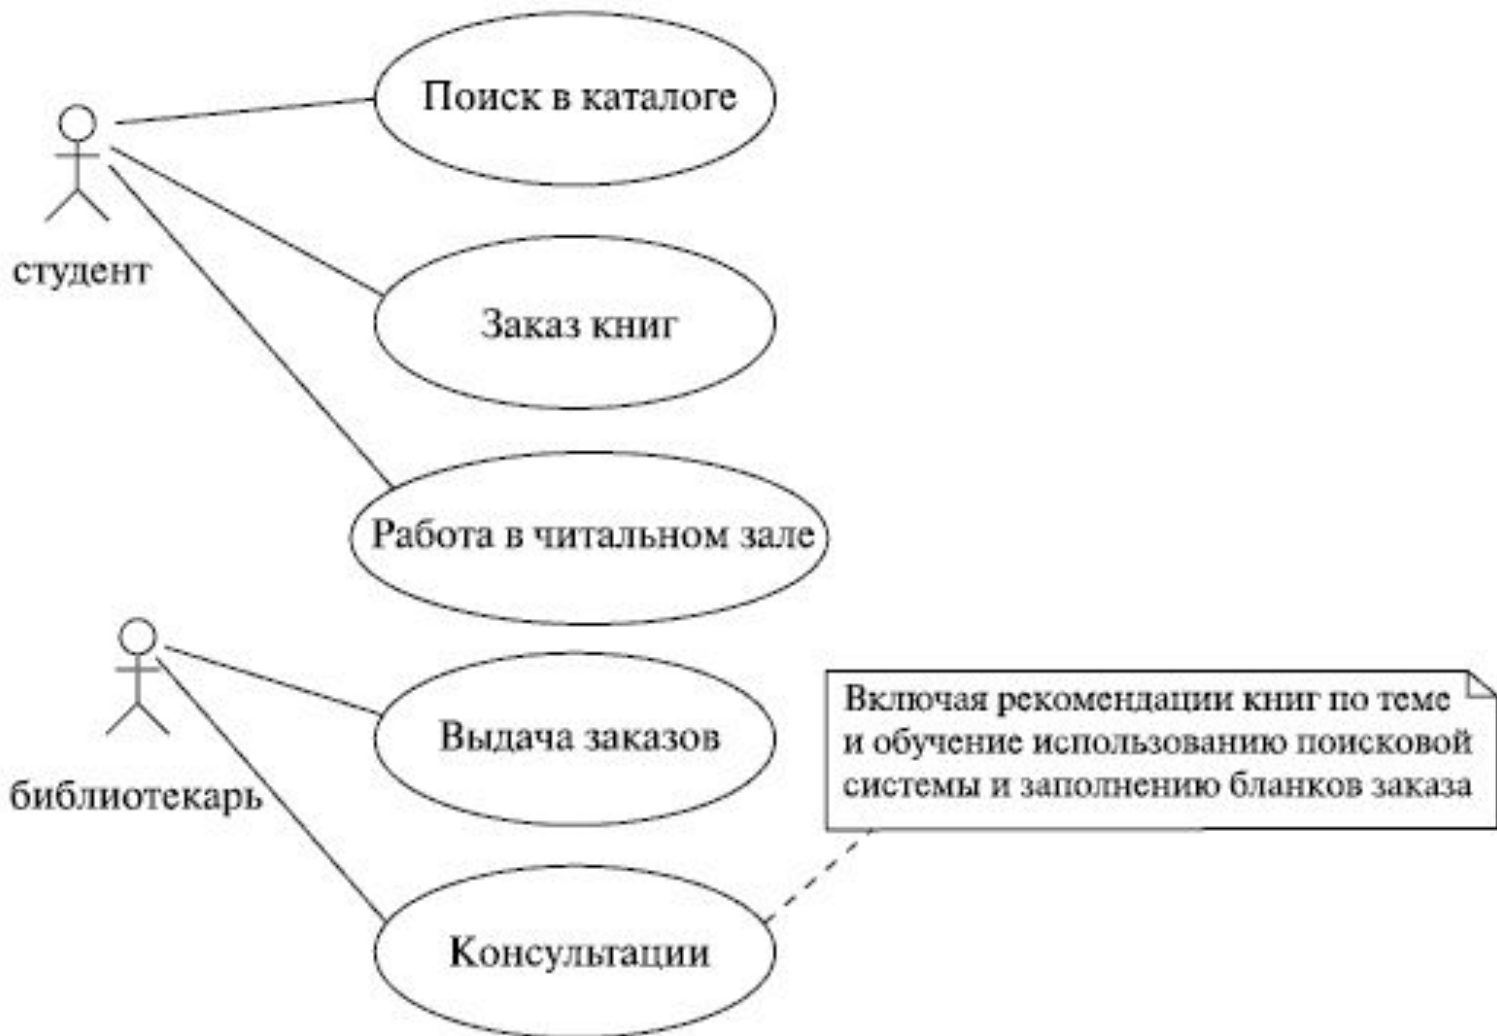 Поиск в каталоге
студент
Заказ книг
Работа в читальном зале
Выдача заказов
библиотекарь
Включая рекомендации книг по теме
и обучение использованию поисковой
системы и заполнению бланков заказа
Консультации